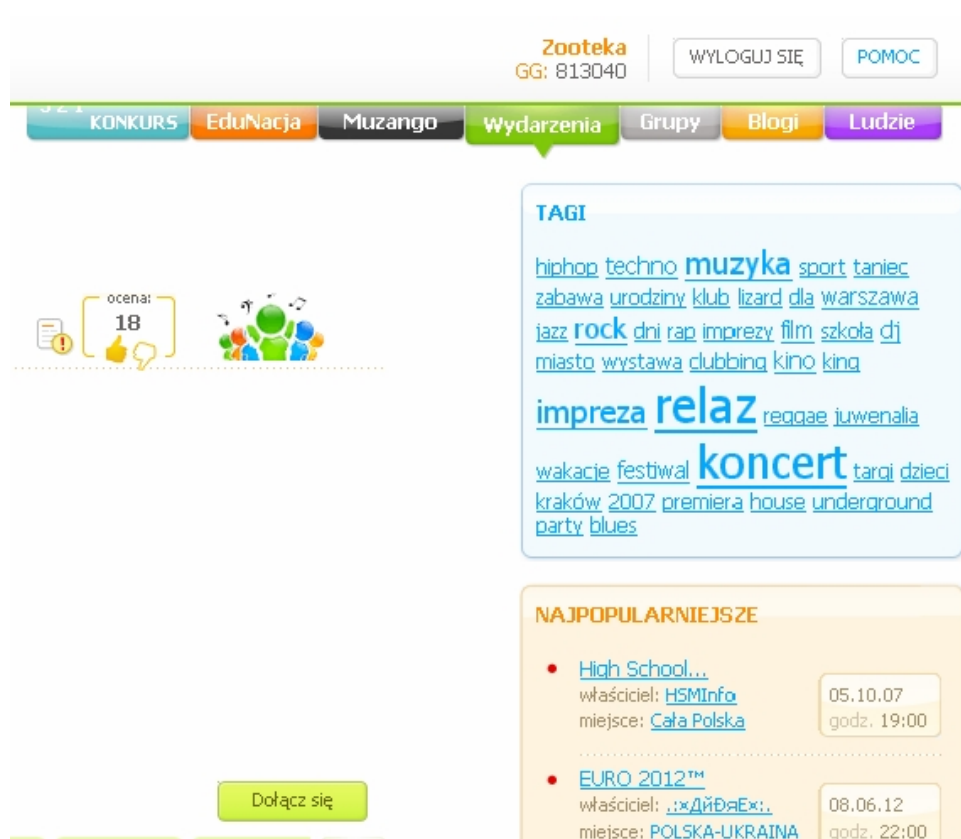 Zooteka
GG: 813040
WYLOGUJ SIĘ
POMOC
3 2 1
KONKURS EduNacja Muzango Wydarzenia Grupy Blogi Ludzie
TAGI
hiphop techno muzyka sport taniec
zabawa urodziny klub lizard dla warszawa
jazz rock dni rap imprezy film szkoła dj
miasto wystawa clubbing kino king
impreza relaz reggae juwenalia
wakacje festiwal koncert targi dzieci
kraków 2007 premiera house underground
party blues
ocena:
18
NAJPOPULARNIEJSZE
High School...
właściciel: HSMInfo
miejsce: Cała Polska
05.10.07
godz. 19:00
EURO 2012™
właściciel: .:×ДйÐяЕ×:.
miejsce: POLSKA-UKRAINA
08.06.12
godz. 22:00
Dołącz się